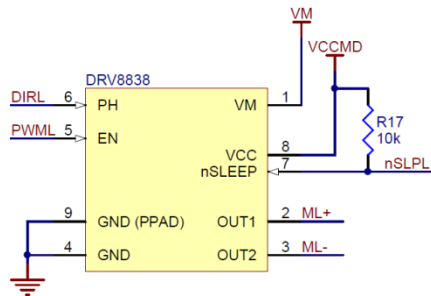 VM
VCCMD
DRV8838
DIRL 6 PH VM 1
R17
10k
PWML 5 EN
VCC 8
nSLEEP 7 nSLPL
9 GND (PPAD) OUT1 2 ML+
4 GND OUT2 3 ML-